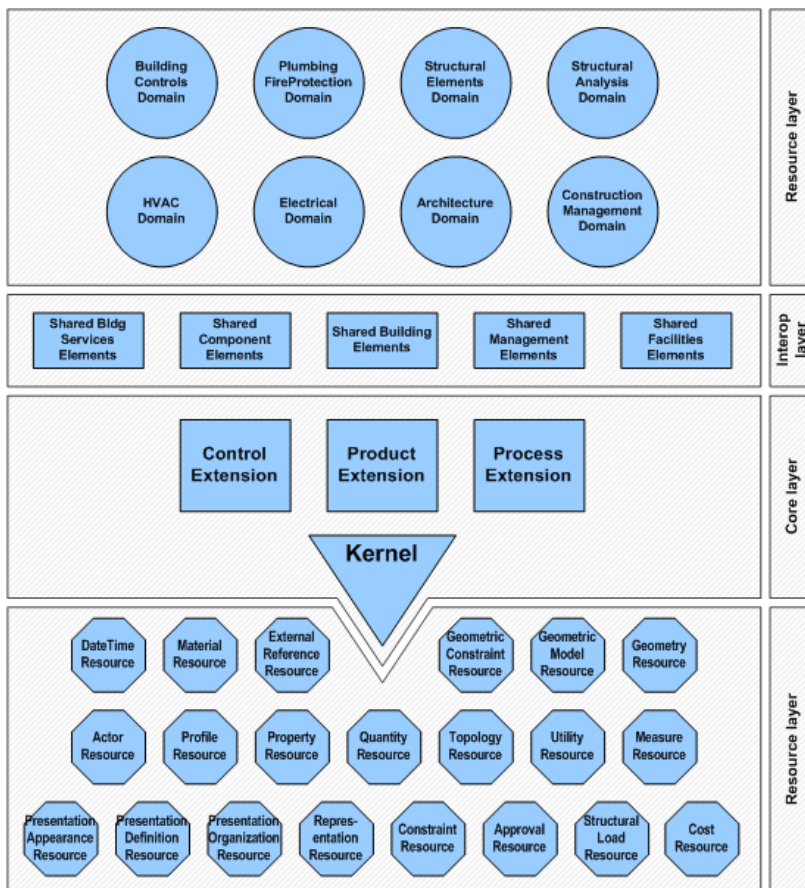 Building
Controls
Domain
Plumbing
FireProtection
Domain
Structural
Elements
Domain
Structural
Analysis
Domain
HVAC
Domain
Electrical
Domain
Architecture
Domain
Construction
Management
Domain
Resource layer
Shared Bldg
Services
Elements
Shared
Component
Elements
Shared Building
Elements
Shared
Management
Elements
Shared
Facilities
Elements
Interop
layer
Control
Extension
Product
Extension
Process
Extension
Kernel
Core layer
DateTime
Resource
Material
Resource
External
Reference
Resource
Geometric
Constraint
Resource
Geometric
Model
Resource
Geometry
Resource
Actor
Resource
Profile
Resource
Property
Resource
Quantity
Resource
Topology
Resource
Utility
Resource
Measure
Resource
Presentation
Appearance
Resource
Presentation
Definition
Resource
Presentation
Organization
Resource
Repres-
entation
Resource
Constraint
Resource
Approval
Resource
Structural
Load
Resource
Cost
Resource
Resource layer